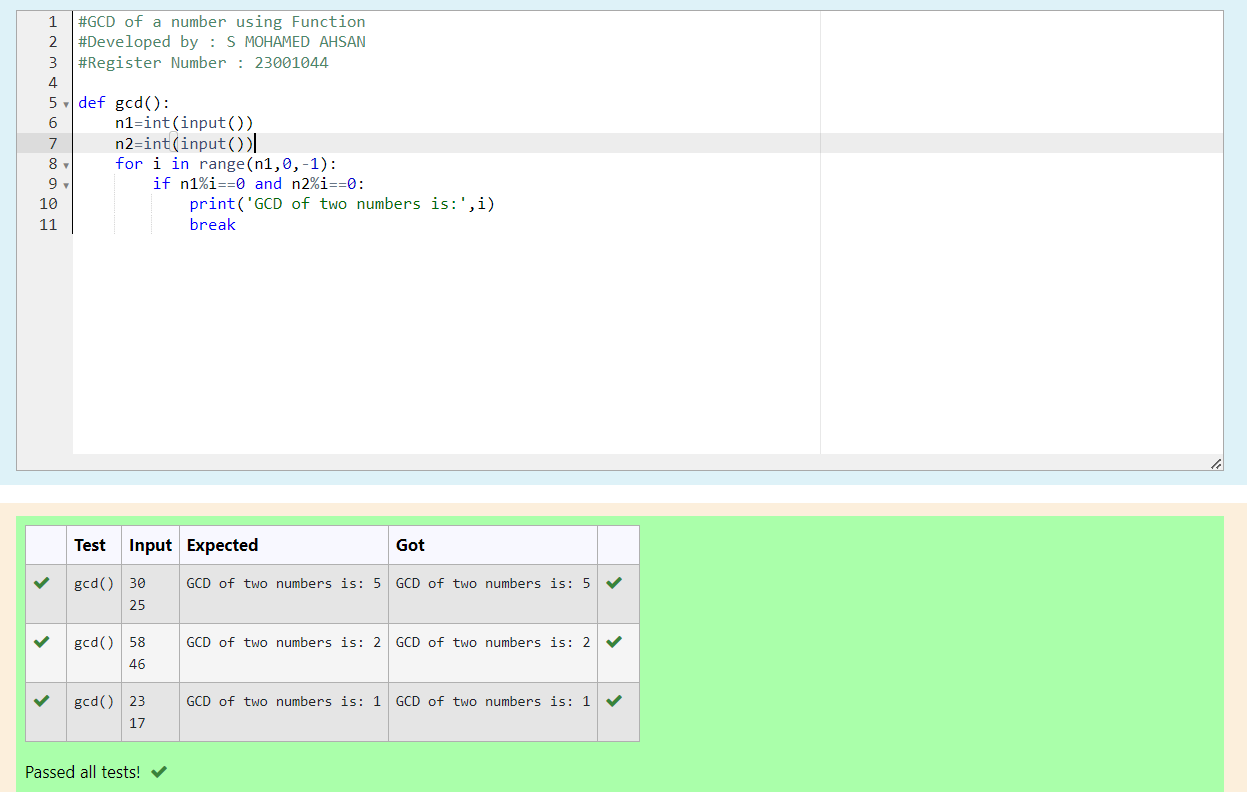 1 #GCD of a number using Function
2 #Developed by : S MOHAMED AHSAN
3 #Register Number : 23001044
4
5 def gcd():
6     n1=int(input())
7     n2=int(input())
8     for i in range(n1,0,-1):
9         if n1%i==0 and n2%i==0:
10             print('GCD of two numbers is:',i)
11             break
Test Input Expected Got
gcd() 30 GCD of two numbers is: 5 GCD of two numbers is: 5
25
gcd() 58 GCD of two numbers is: 2 GCD of two numbers is: 2
46
gcd() 23 GCD of two numbers is: 1 GCD of two numbers is: 1
17
Passed all tests!